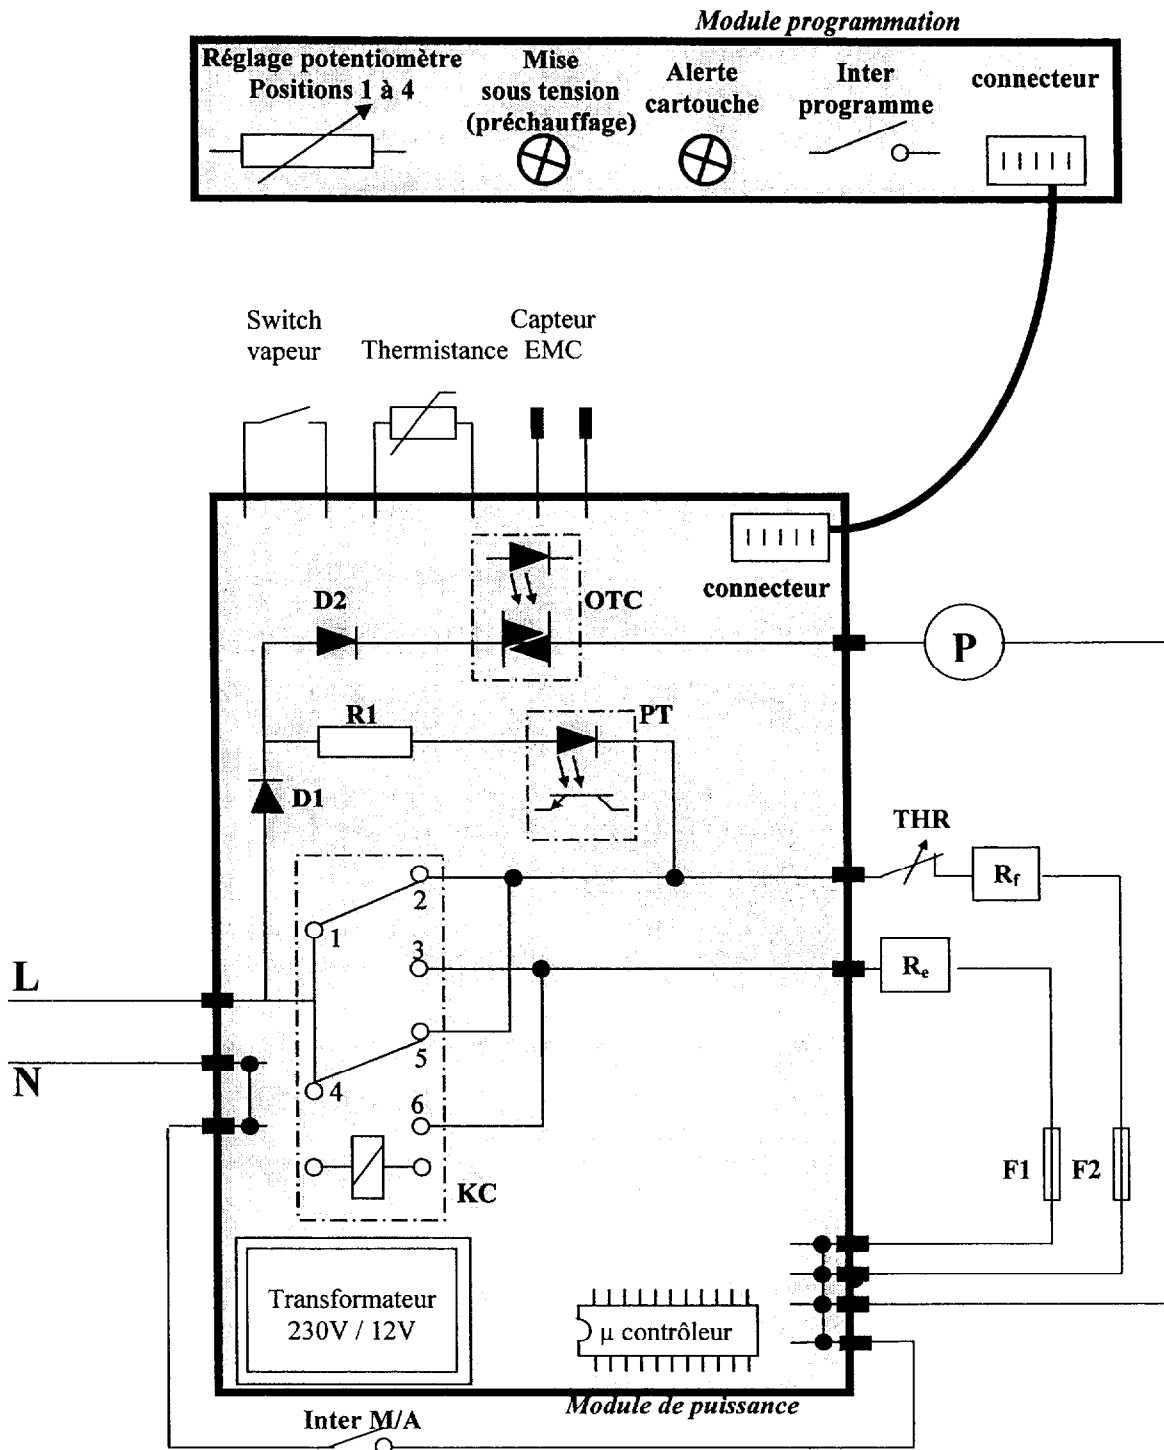 Module programmation
Réglage potentiomètre
Positions 1 à 4
Mise
sous tension
(préchauffage)
Alerte
cartouche
Inter
programme
connecteur
Switch
vapeur
Thermistance
Capteur
EMC
connecteur
D2
OTC
P
R1
PT
D1
THR
Rf
2
1
3
Re
L
N
5
4
6
KC
F1
F2
Transformateur
230V / 12V
µ contrôleur
Module de puissance
Inter M/A